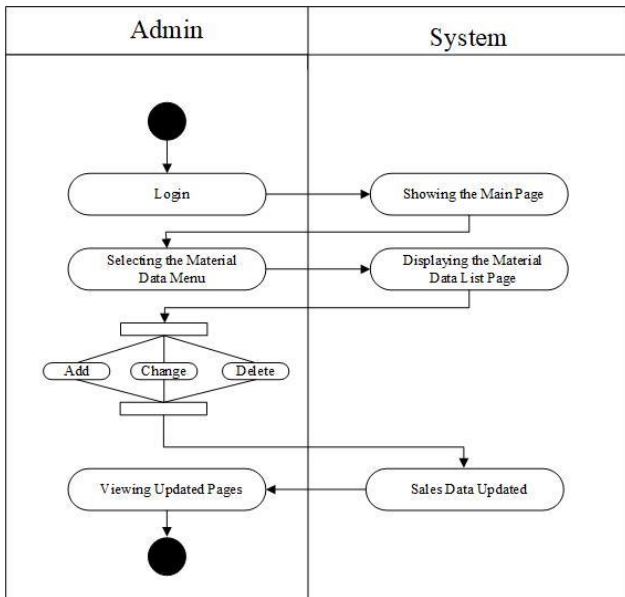 Admin
System
Login
Showing the Main Page
Selecting the Material
Data Menu
Displaying the Material
Data List Page
Add
Change
Delete
Viewing Updated Pages
Sales Data Updated